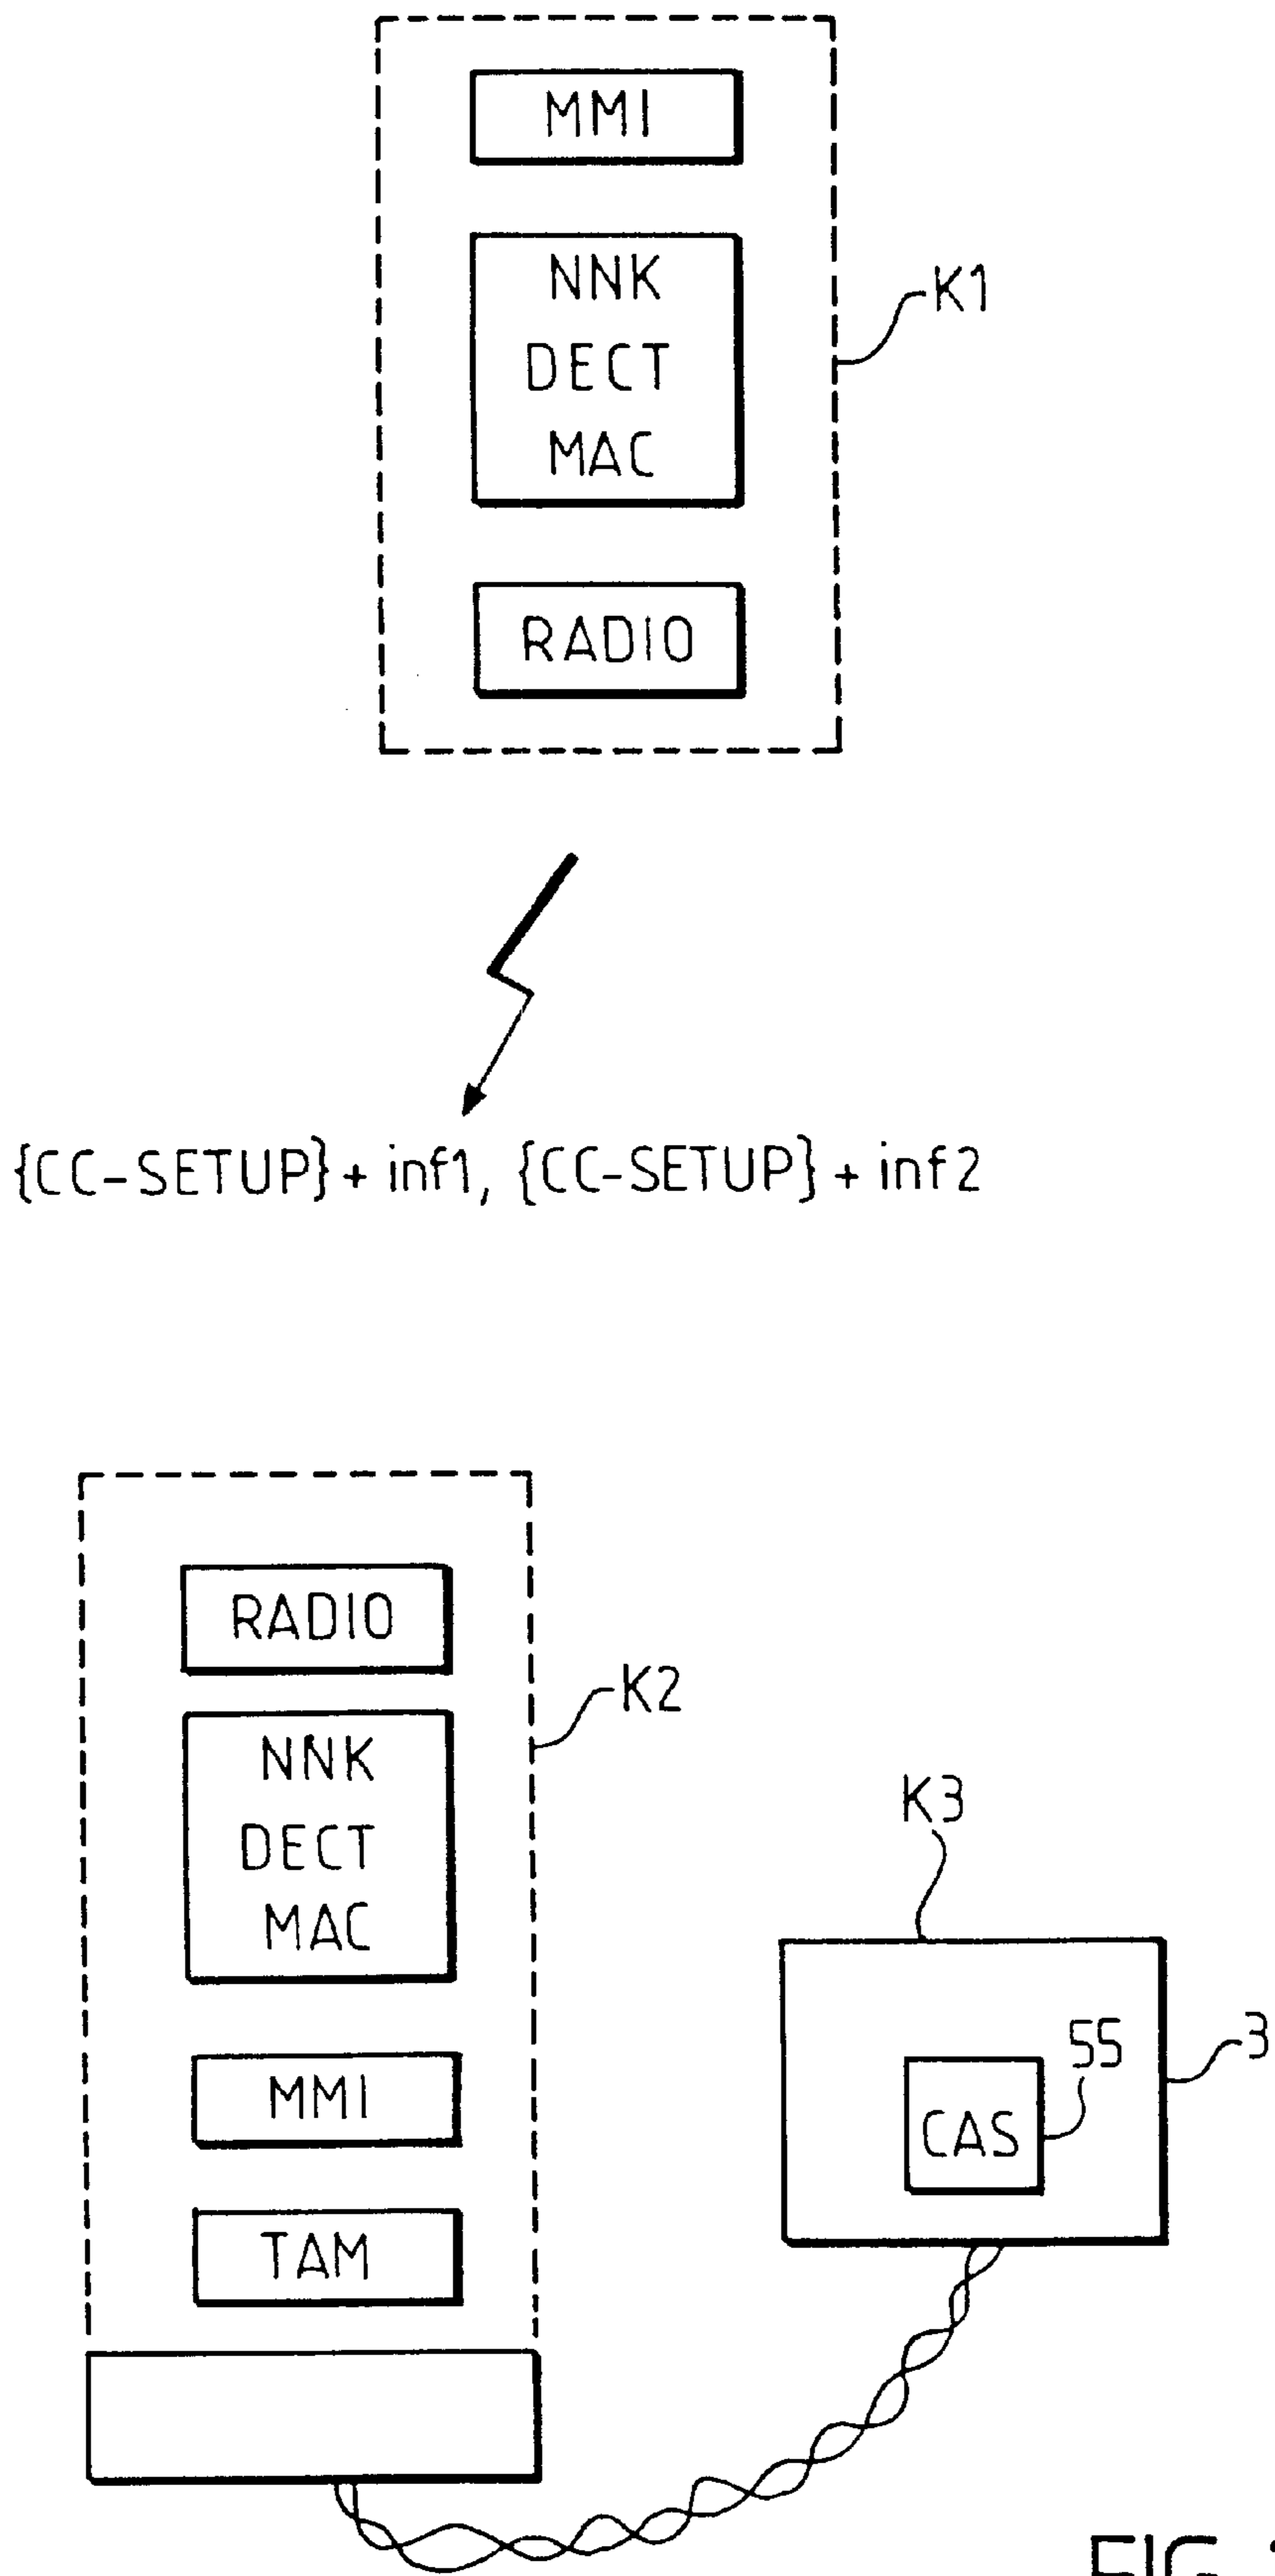 MMI
NNK
DECT
MAC
K1
RADIO
{CC-SETUP}+ inf1, {CC-SETUP} + inf2
RADIO
K2
NNK
DECT
MAC
K3
MMI
55
3
CAS
TAM
FIG.